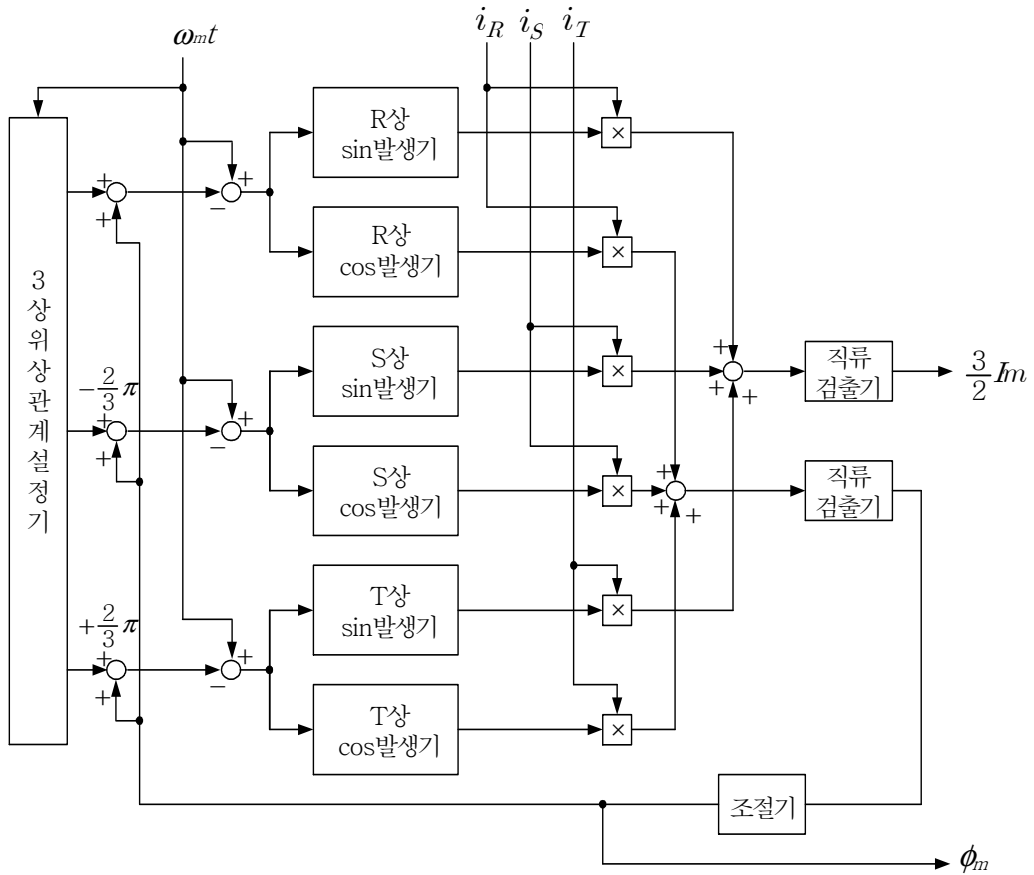 ωmt
i_R i_S i_T
3상위상관계설정기
+
+
+
−
R상
sin발생기
×
R상
cos발생기
×
−2/3π
+
+
+
−
S상
sin발생기
×
S상
cos발생기
×
+2/3π
+
+
+
−
T상
sin발생기
×
T상
cos발생기
×
+
+
+
직류
검출기
3/2 Im
+
+
+
직류
검출기
조절기
ϕ_m